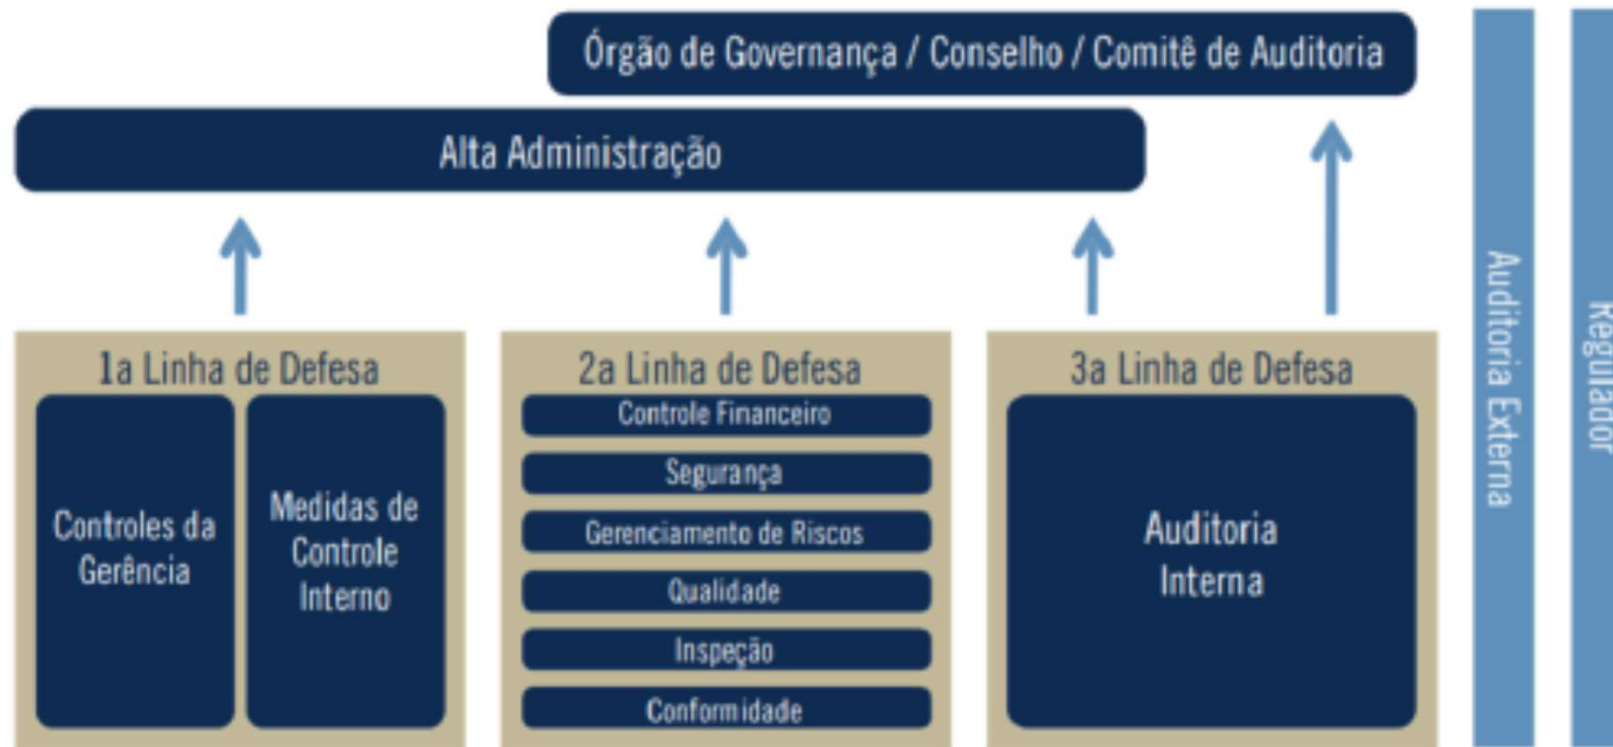 Órgão de Governança / Conselho / Comitê de Auditoria
Alta Administração
1a Linha de Defesa
Controles da
Gerência
Medidas de
Controle
Interno
2a Linha de Defesa
Controle Financeiro
Segurança
Gerenciamento de Riscos
Qualidade
Inspeção
Conformidade
3a Linha de Defesa
Auditoria
Interna
Auditoria Externa
Regulador